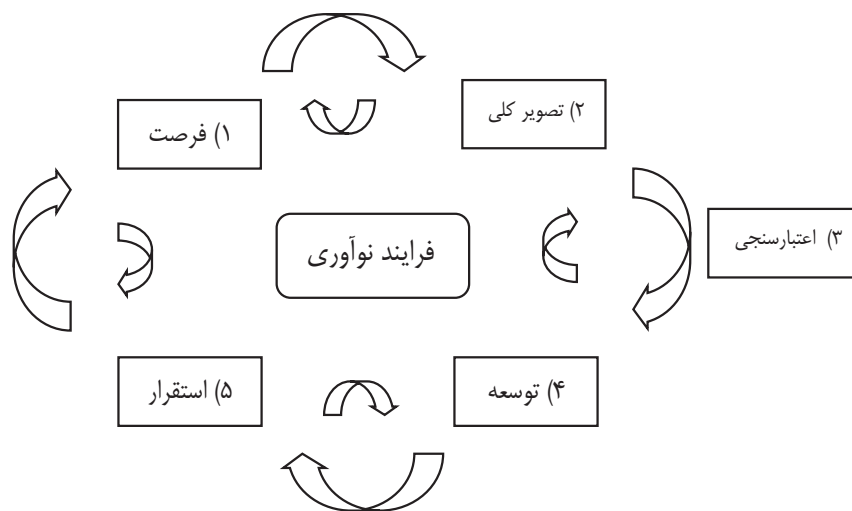 ۱) فرصت
۲) تصویر کلی
۳) اعتبارسنجی
فرایند نوآوری
۴) توسعه
۵) استقرار